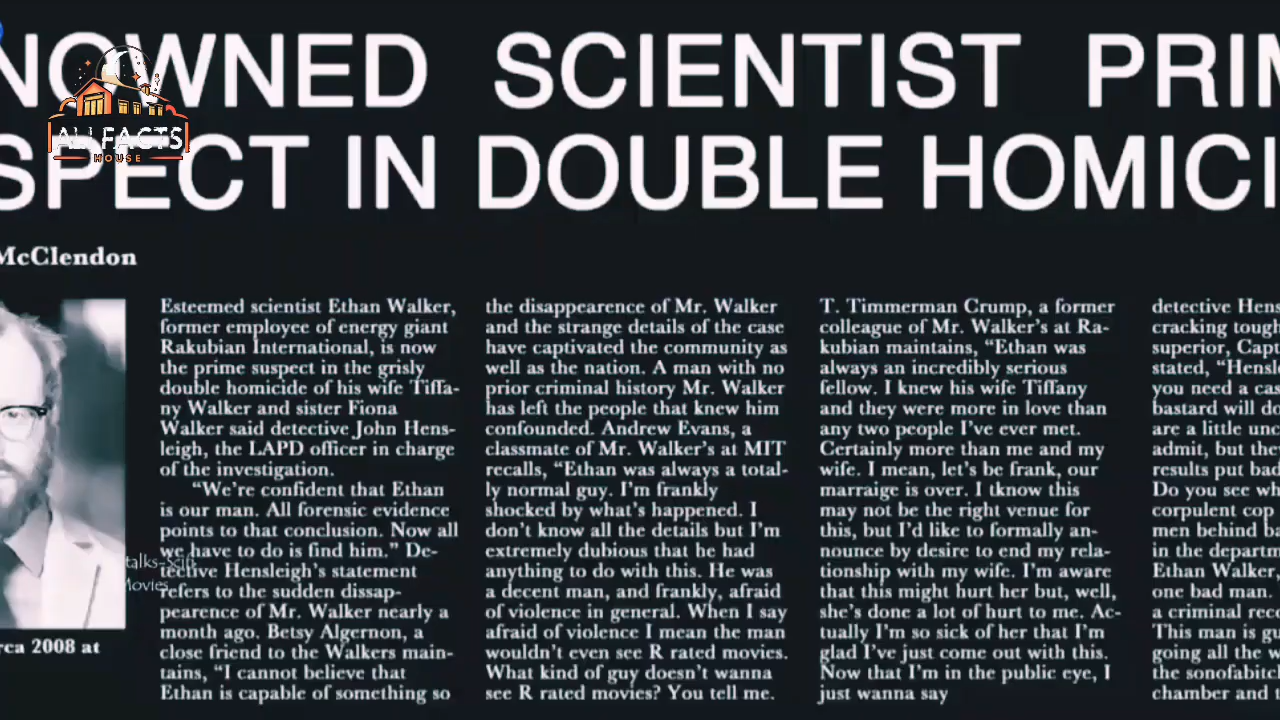 NOWNED SCIENTIST PRIM
SPECT IN DOUBLE HOMICI
ALL FACTS
HOUSE
McClendon
rca 2008 at
Esteemed scientist Ethan Walker,
former employee of energy giant
Rakubian International, is now
the prime suspect in the grisly
double homicide of his wife Tiffa-
ny Walker and sister Fiona
Walker said detective John Hens-
leigh, the LAPD officer in charge
of the investigation.
“We’re confident that Ethan
is our man. All forensic evidence
points to that conclusion. Now all
we have to do is find him.” De-
tective Hensleigh’s statement
refers to the sudden dissap-
pearence of Mr. Walker nearly a
month ago. Betsy Algernon, a
close friend to the Walkers main-
tains, “I cannot believe that
Ethan is capable of something so
the disappearence of Mr. Walker
and the strange details of the case
have captivated the community as
well as the nation. A man with no
prior criminal history Mr. Walker
has left the people that knew him
confounded. Andrew Evans, a
classmate of Mr. Walker’s at MIT
recalls, “Ethan was always a total-
ly normal guy. I’m frankly
shocked by what’s happened. I
don’t know all the details but I’m
extremely dubious that he had
anything to do with this. He was
a decent man, and frankly, afraid
of violence in general. When I say
afraid of violence I mean the man
wouldn’t even see R rated movies.
What kind of guy doesn’t wanna
see R rated movies? You tell me.
T. Timmerman Crump, a former
colleague of Mr. Walker’s at Ra-
kubian maintains, “Ethan was
always an incredibly serious
fellow. I knew his wife Tiffany
and they were more in love than
any two people I’ve ever met.
Certainly more than me and my
wife. I mean, let’s be frank, our
marraige is over. I tknow this
may not be the right venue for
this, but I’d like to formally an-
nounce by desire to end my rela-
tionship with my wife. I’m aware
that this might hurt her but, well,
she’s done a lot of hurt to me. Ac-
tually I’m so sick of her that I’m
glad I’ve just come out with this.
Now that I’m in the public eye, I
just wanna say
detective Hens
cracking tough
superior, Capt
stated, “Hensle
you need a cas
bastard will do
are a little unc
admit, but the
results put bad
Do you see wh
corpulent cop
men behind ba
in the departm
Ethan Walker,
one bad man.
a criminal reco
This man is gu
going all the w
the sonofabitch
chamber and t
talks-Scifi
Movies